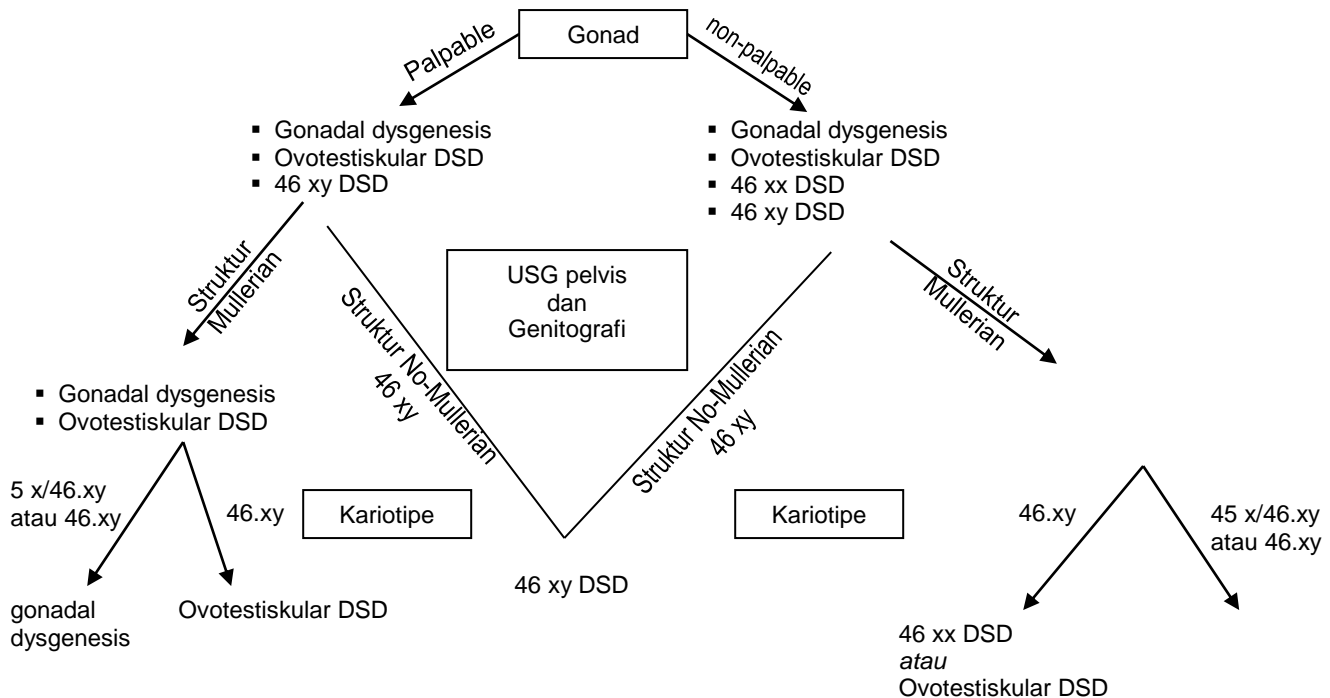 Gonad
Palpable
non-palpable
▪ Gonadal dysgenesis
▪ Ovotestiskular DSD
▪ 46 xy DSD
▪ Gonadal dysgenesis
▪ Ovotestiskular DSD
▪ 46 xx DSD
▪ 46 xy DSD
Struktur
Mullerian
Struktur No-Mullerian
46 xy
USG pelvis
dan
Genitografi
Struktur No-Mullerian
46 xy
Struktur
Mullerian
▪ Gonadal dysgenesis
▪ Ovotestiskular DSD
5 x/46.xy
atau 46.xy
46.xy
Kariotipe
Kariotipe
46.xy
45 x/46.xy
atau 46.xy
46 xy DSD
gonadal
dysgenesis
Ovotestiskular DSD
46 xx DSD
atau
Ovotestiskular DSD